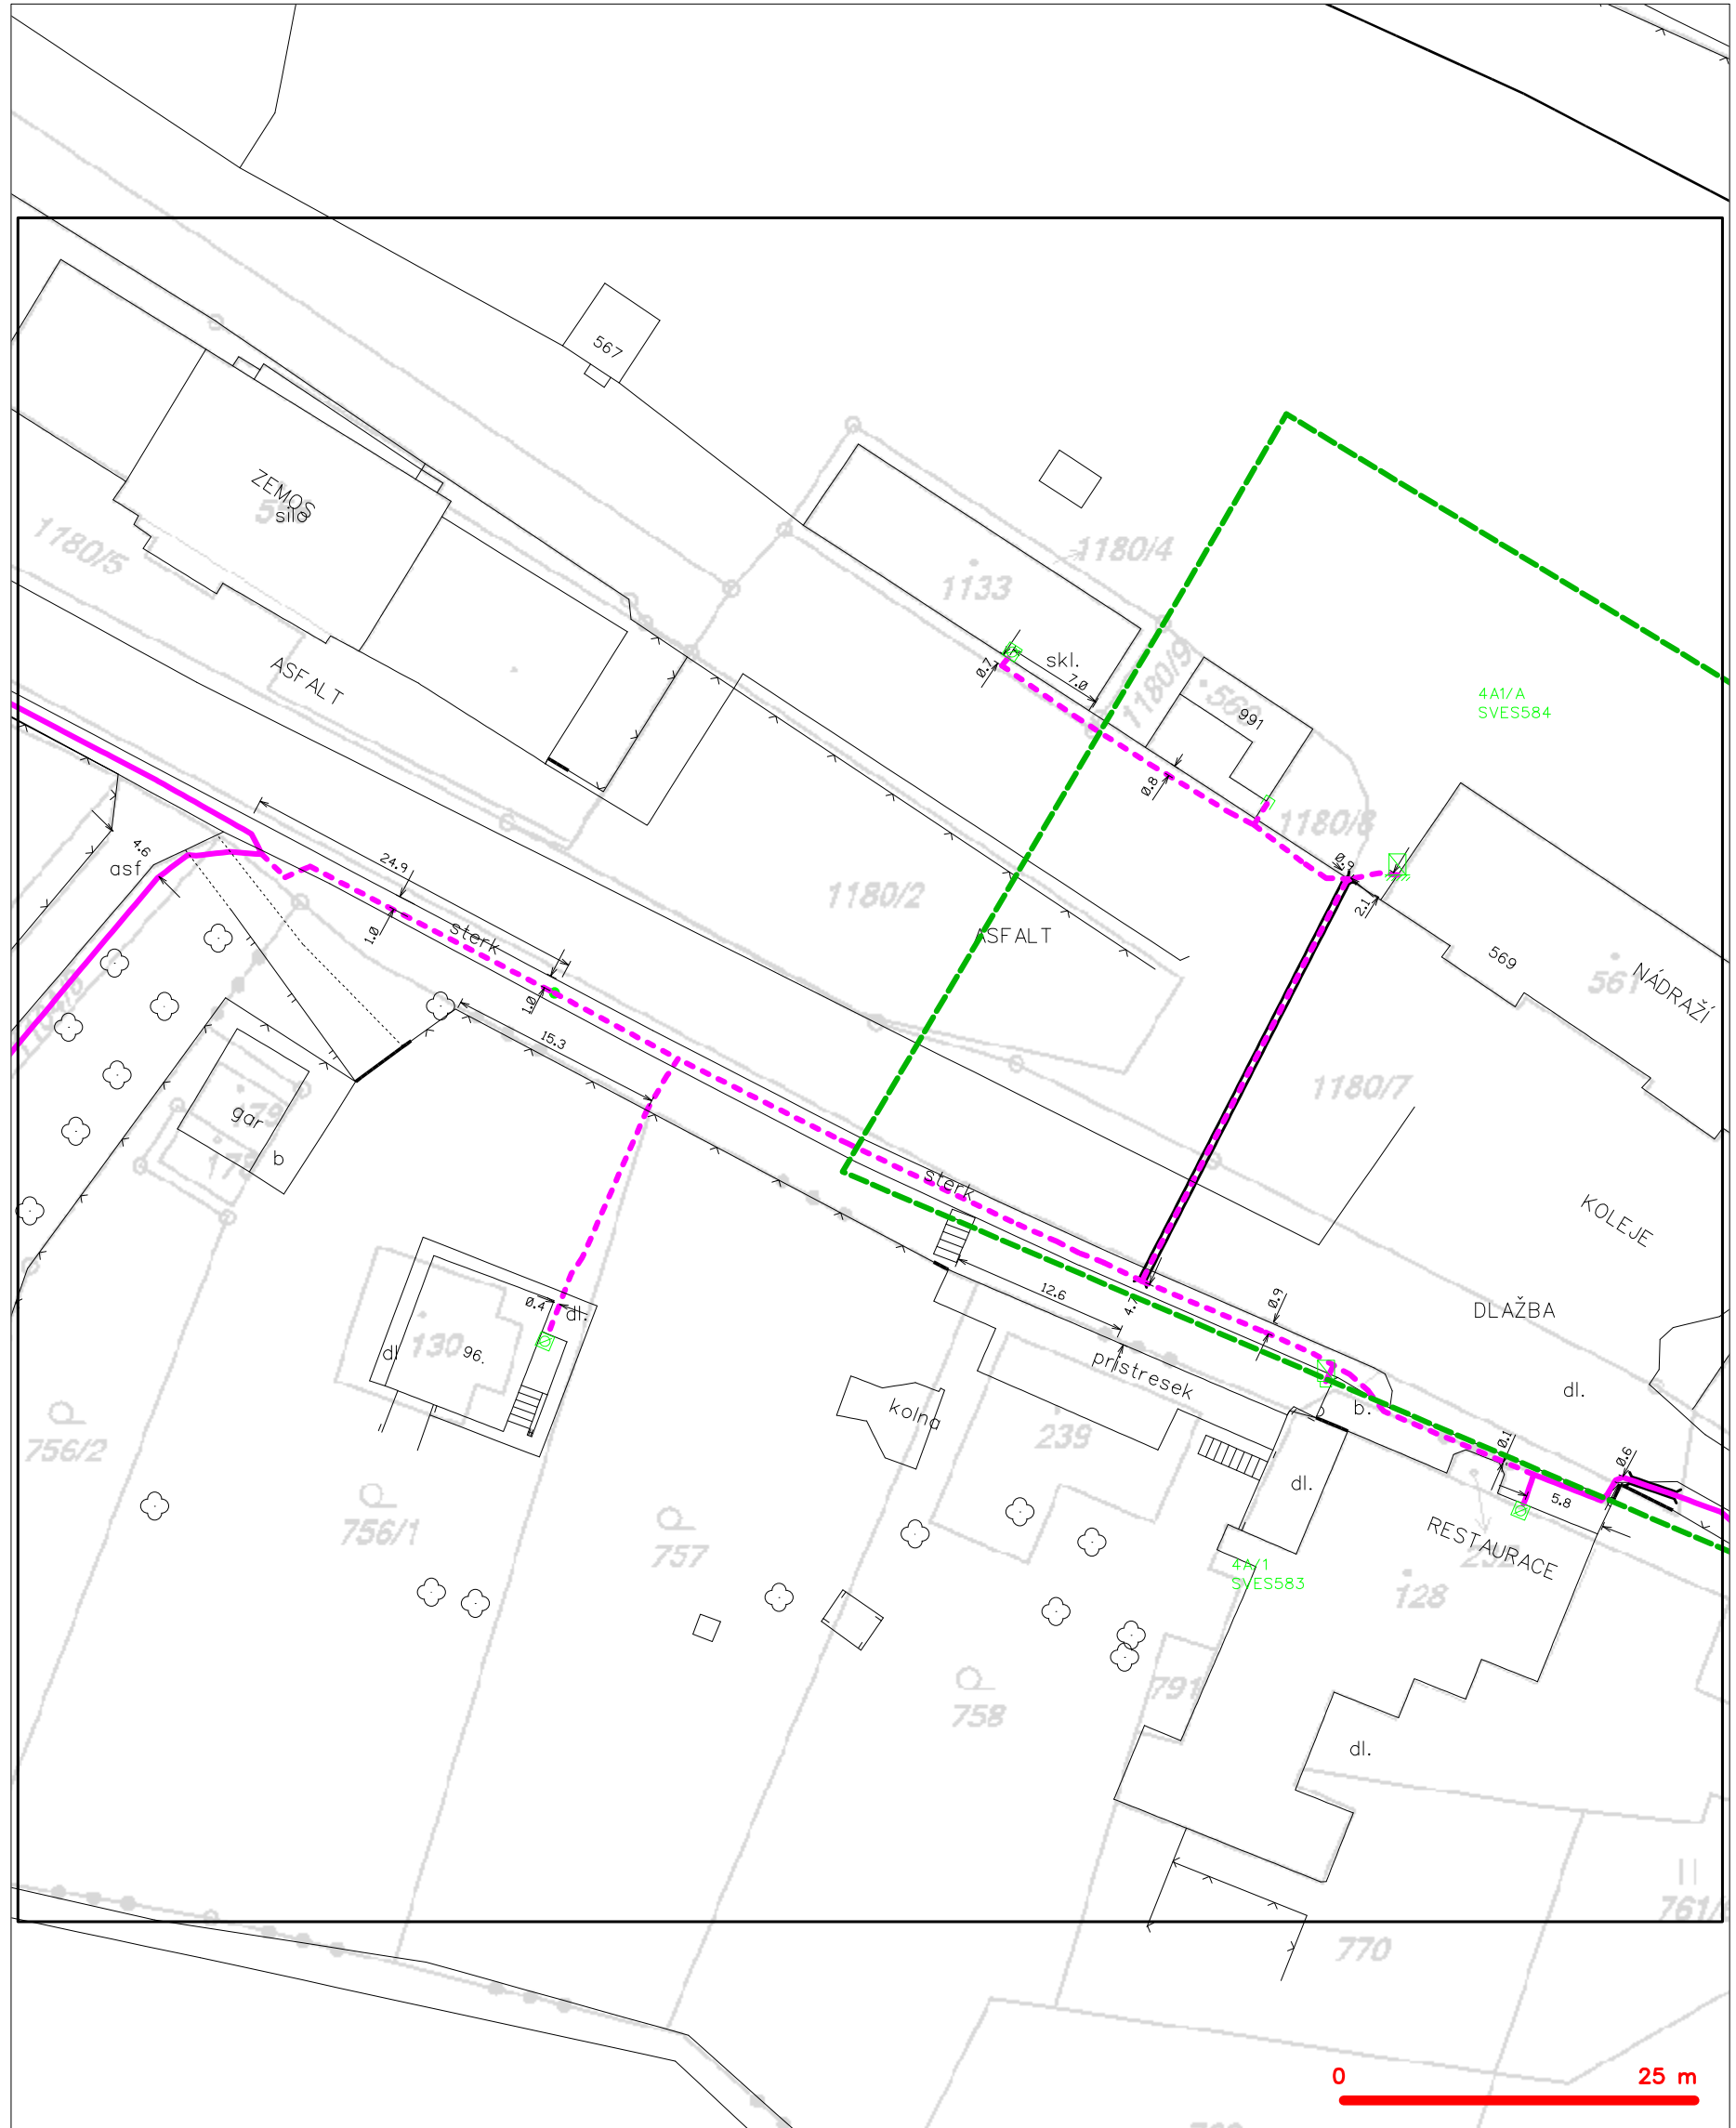 567
ZEMOS
silo
1180/5
1180/4
1133
skl.
0.7
7.0
1180/9
560
991
4A1/A
SVES584
ASFALT
0.8
1180/8
4.6
asf
24.9
1180/2
0.9
2.1
1.0
sterk
ASFALT
569
561
NÁDRAŽÍ
1.0
15.3
1180/7
179
gar
b
sterk
KOLEJE
12.6
4.7
0.9
DLAŽBA
0.4
dl.
130
96.
dl
pristresek
dl.
b.
kolna
239
756/2
0.1
0.6
dl.
5.8
756/1
757
RESTAURACE
4A/1
SVES583
128
758
791
dl.
761/
770
0
25 m